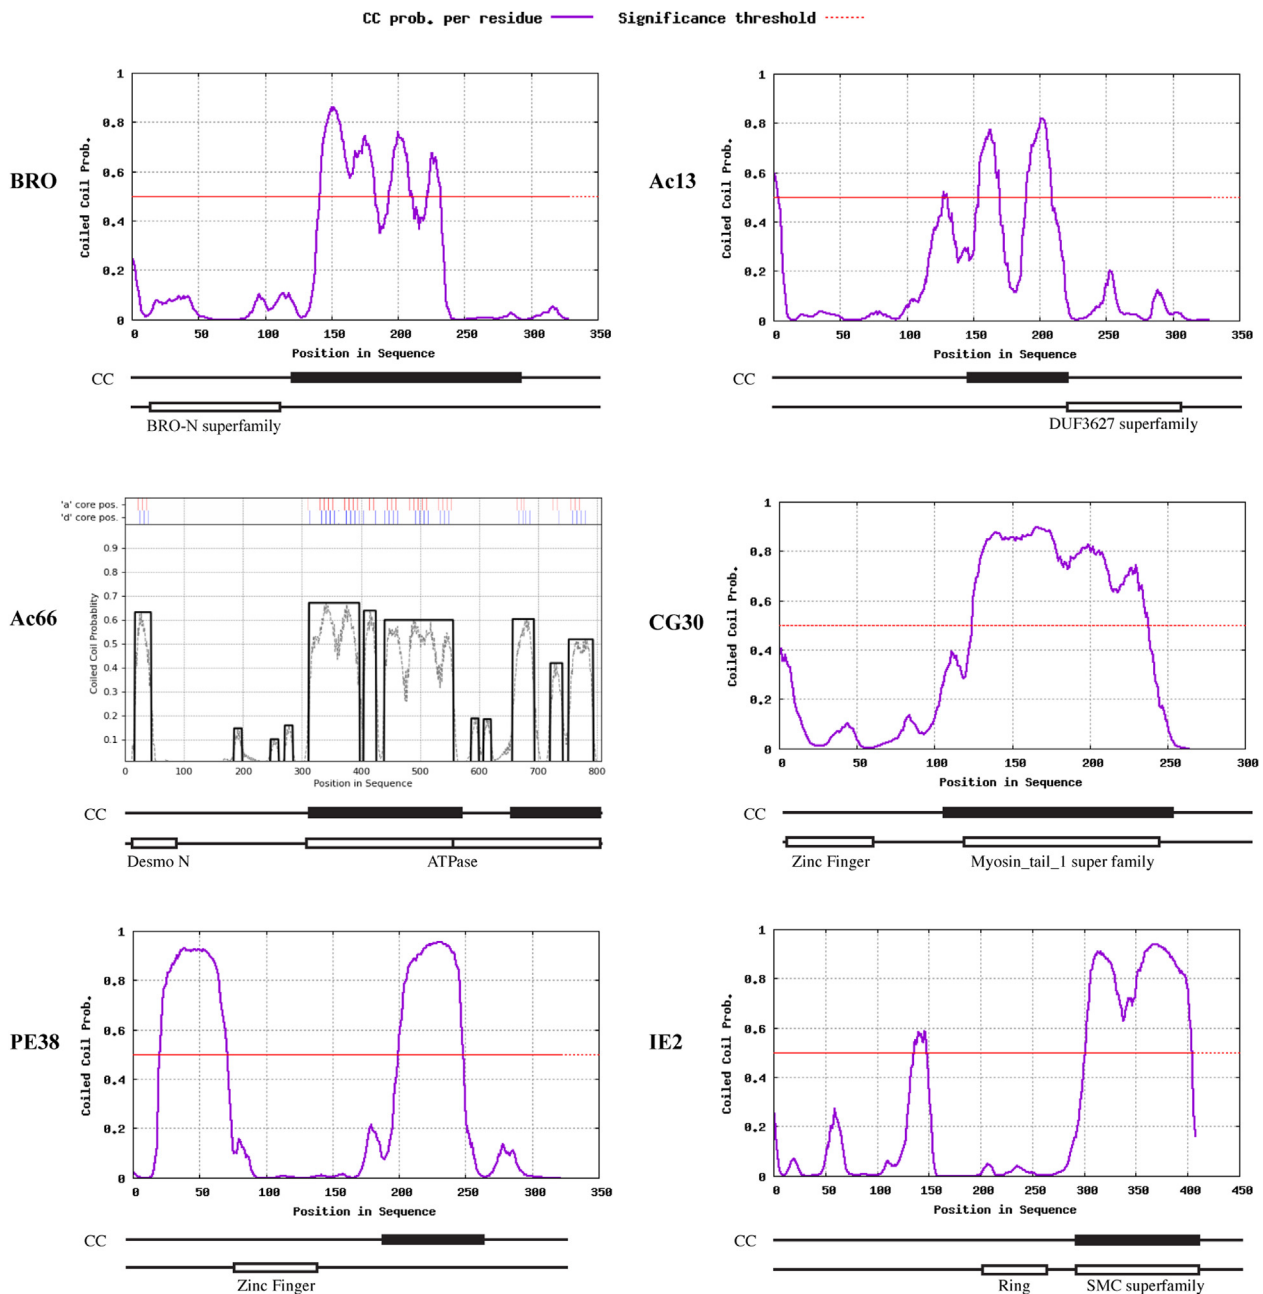 CC prob. per residue
Significance threshold
BRO
Coiled Coil Prob.
1
0.8
0.6
0.4
0.2
0
0 50 100 150 200 250 300 350
Position in Sequence
CC
BRO-N superfamily
Ac13
Coiled Coil Prob.
1
0.8
0.6
0.4
0.2
0
0 50 100 150 200 250 300 350
Position in Sequence
CC
DUF3627 superfamily
Ac66
'a' core pos.
'd' core pos.
Coiled Coil Probablity
0.9
0.8
0.7
0.6
0.5
0.4
0.3
0.2
0.1
0 100 200 300 400 500 600 700 800
Position in Sequence
CC
Desmo N
ATPase
CG30
Coiled Coil Prob.
1
0.8
0.6
0.4
0.2
0
0 50 100 150 200 250 300
Position in Sequence
CC
Zinc Finger
Myosin_tail_1 super family
PE38
Coiled Coil Prob.
1
0.8
0.6
0.4
0.2
0
0 50 100 150 200 250 300 350
Position in Sequence
CC
Zinc Finger
IE2
Coiled Coil Prob.
1
0.8
0.6
0.4
0.2
0
0 50 100 150 200 250 300 350 400 450
Position in Sequence
CC
Ring
SMC superfamily